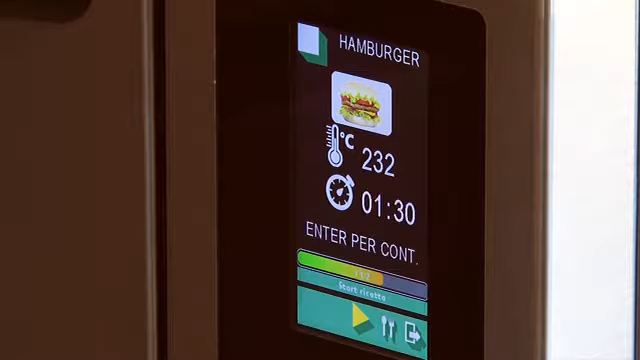 HAMBURGER
°C 232
01:30
ENTER PER CONT.
Start ricetta